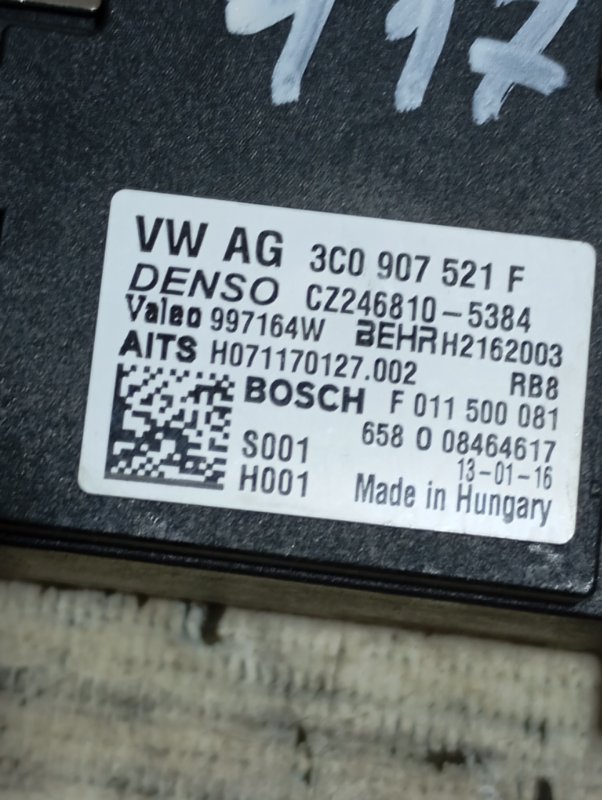 417
VW AG 3C0 907 521 F
DENSO CZ246810-5384
Valeo 997164W BEHR H2162003
AITS H071170127.002 RB8
BOSCH F 011 500 081
S001 658 0 08464617
13-01-16
H001 Made in Hungary